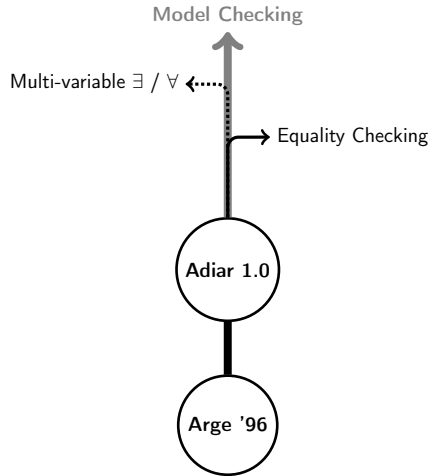 Model Checking
Multi-variable ∃ / ∀
Equality Checking
Adiar 1.0
Arge '96